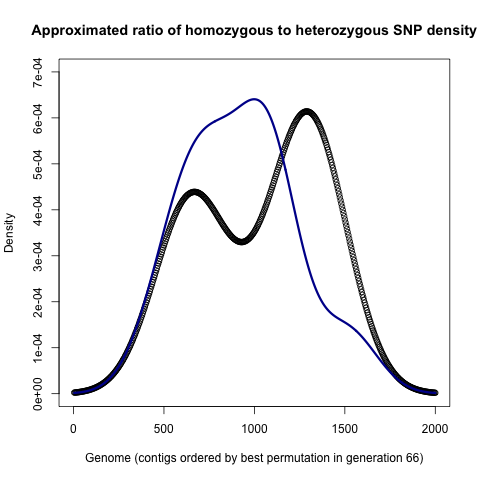 Approximated ratio of homozygous to heterozygous SNP density
Density
7e-04
6e-04
5e-04
4e-04
3e-04
2e-04
1e-04
0e+00
0 500 1000 1500 2000
Genome (contigs ordered by best permutation in generation 66)